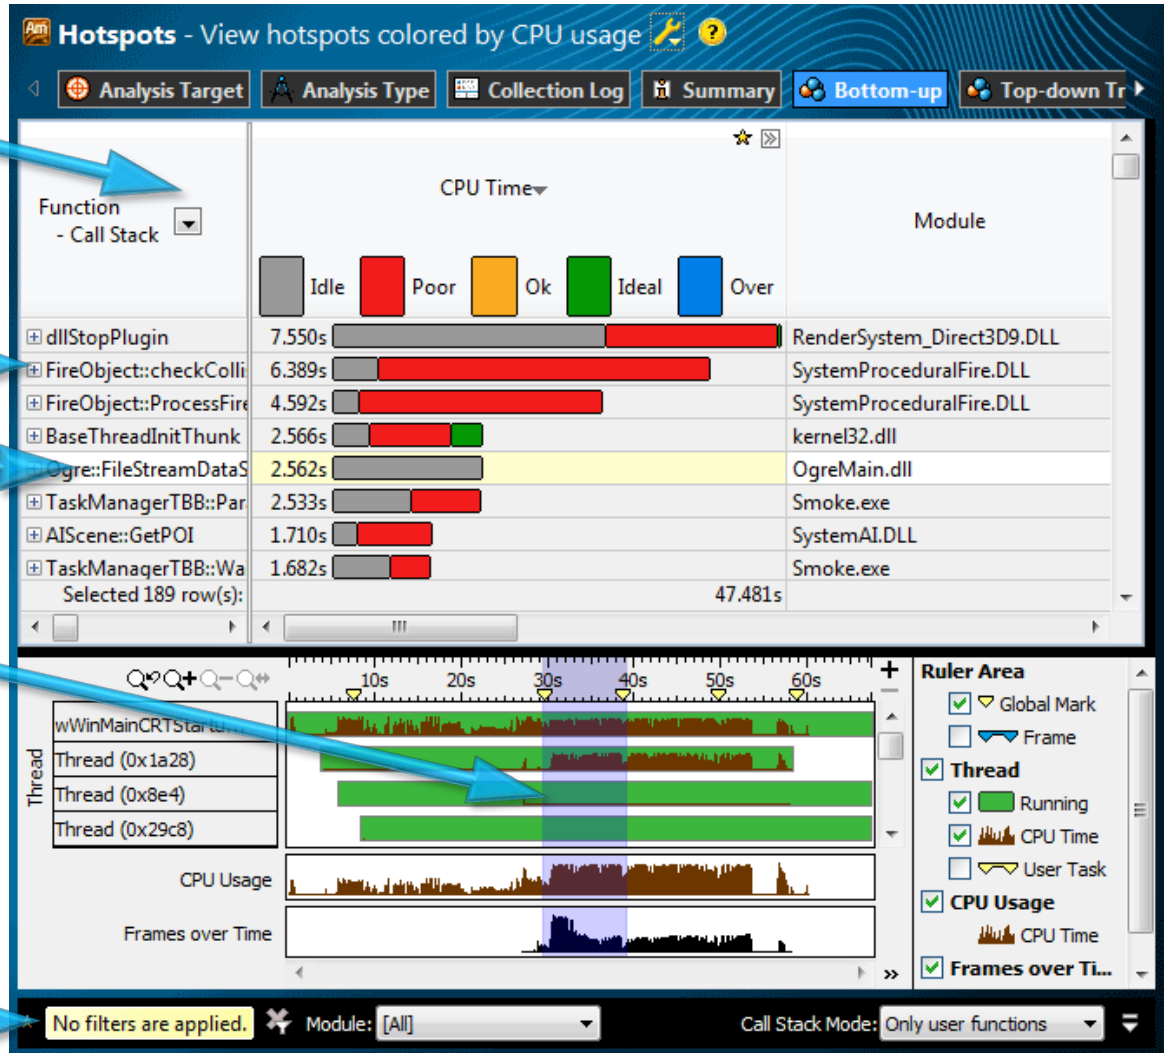 Hotspots - View hotspots colored by CPU usage ?
Analysis Target Analysis Type Collection Log Summary Bottom-up Top-down Tr
Function
- Call Stack
CPU Time
Module
Idle Poor Ok Ideal Over
dllStopPlugin 7.550s RenderSystem_Direct3D9.DLL
FireObject::checkColli 6.389s SystemProceduralFire.DLL
FireObject::ProcessFire 4.592s SystemProceduralFire.DLL
BaseThreadInitThunk 2.566s kernel32.dll
Ogre::FileStreamDataS 2.562s OgreMain.dll
TaskManagerTBB::Par 2.533s Smoke.exe
AIScene::GetPOI 1.710s SystemAI.DLL
TaskManagerTBB::Wa 1.682s Smoke.exe
Selected 189 row(s): 47.481s
10s 20s 30s 40s 50s 60s
Thread
Thread (0x1a28)
Thread (0x8e4)
Thread (0x29c8)
CPU Usage
Frames over Time
Ruler Area
Global Mark
Frame
Thread
Running
CPU Time
User Task
CPU Usage
CPU Time
Frames over Ti...
No filters are applied. Module: [All] Call Stack Mode: Only user functions